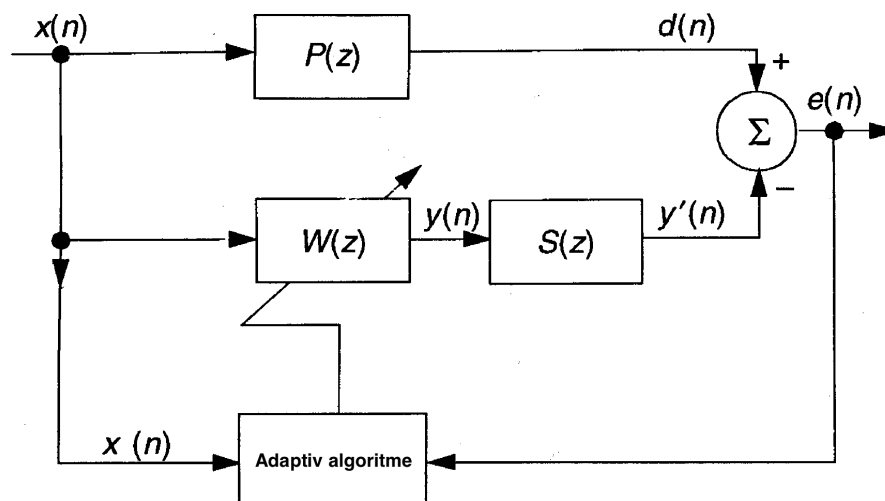 x(n)
P(z)
d(n)
+
Σ
e(n)
−
W(z)
y(n)
S(z)
y′(n)
x (n)
Adaptiv algoritme